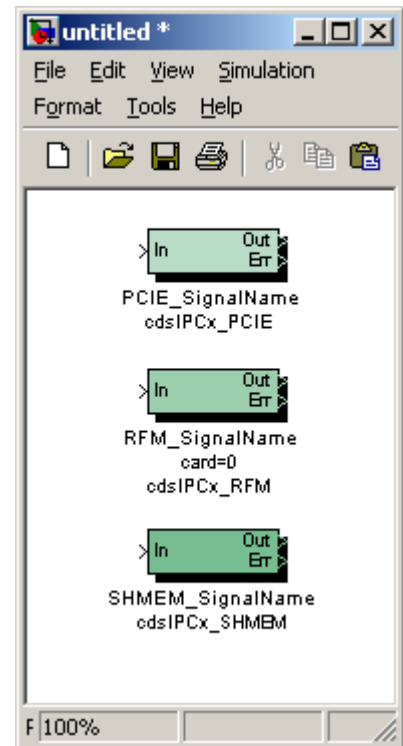 untitled *
File Edit View Simulation
Format Tools Help
In Out
Err
PCIE_SignalName
cdsIPCx_PCIE
In Out
Err
RFM_SignalName
card=0
cdsIPCx_RFM
In Out
Err
SHMEM_SignalName
cdsIPCx_SHMEM
F 100%